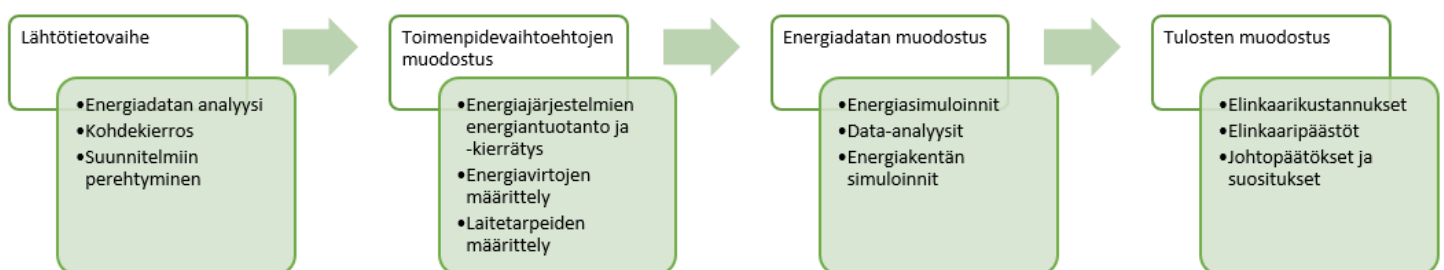 Lähtötietovaihe
•Energiadatan analyysi
•Kohdekierros
•Suunnitelmiin
perehtyminen
Toimenpidevaihtoehtojen
muodostus
•Energiajärjestelmien
energiantuotanto ja
-kierrätys
•Energiavirtojen
määrittely
•Laitetarpeiden
määrittely
Energiadatan muodostus
•Energiasimuloinnit
•Data-analyysit
•Energiakentän
simuloinnit
Tulosten muodostus
•Elinkaarikustannukset
•Elinkaaripäästöt
•Johtopäätökset ja
suositukset